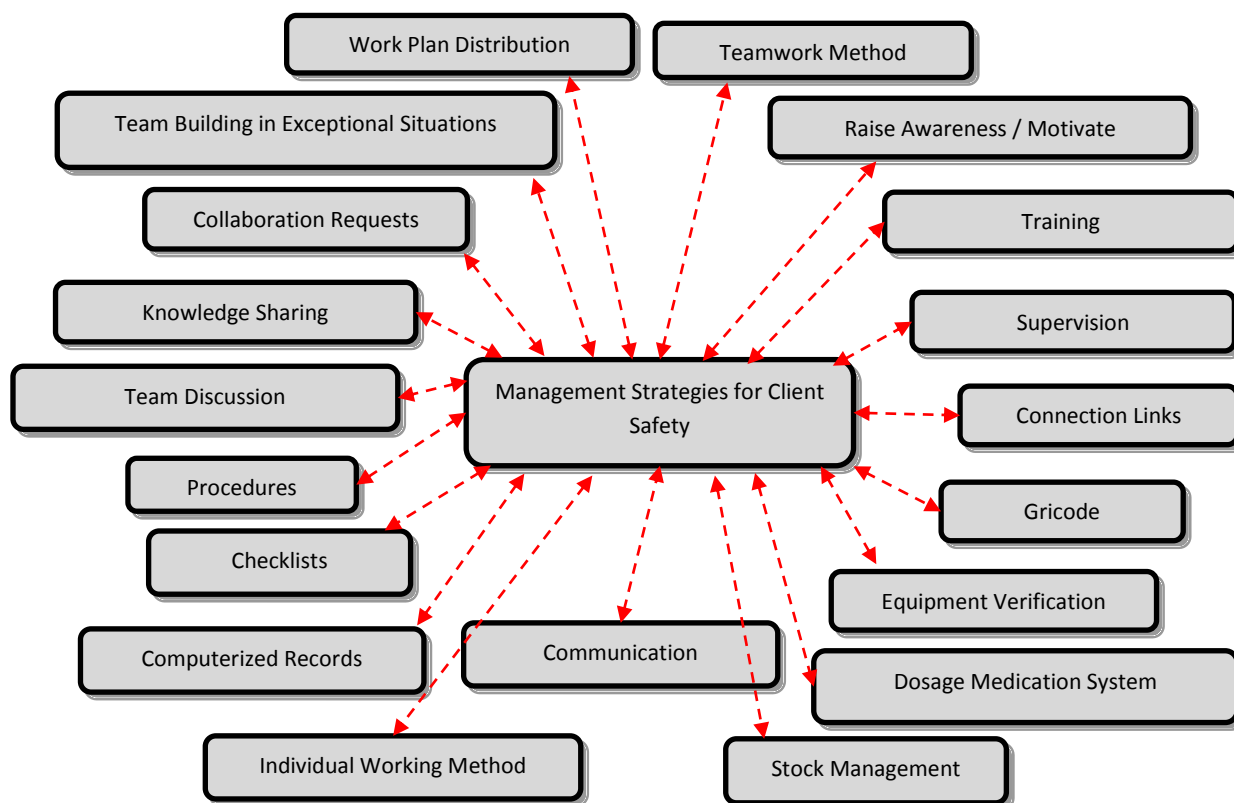 Work Plan Distribution
Teamwork Method
Team Building in Exceptional Situations
Raise Awareness / Motivate
Collaboration Requests
Training
Knowledge Sharing
Supervision
Team Discussion
Management Strategies for Client
Safety
Connection Links
Procedures
Gricode
Checklists
Equipment Verification
Computerized Records
Communication
Dosage Medication System
Individual Working Method
Stock Management